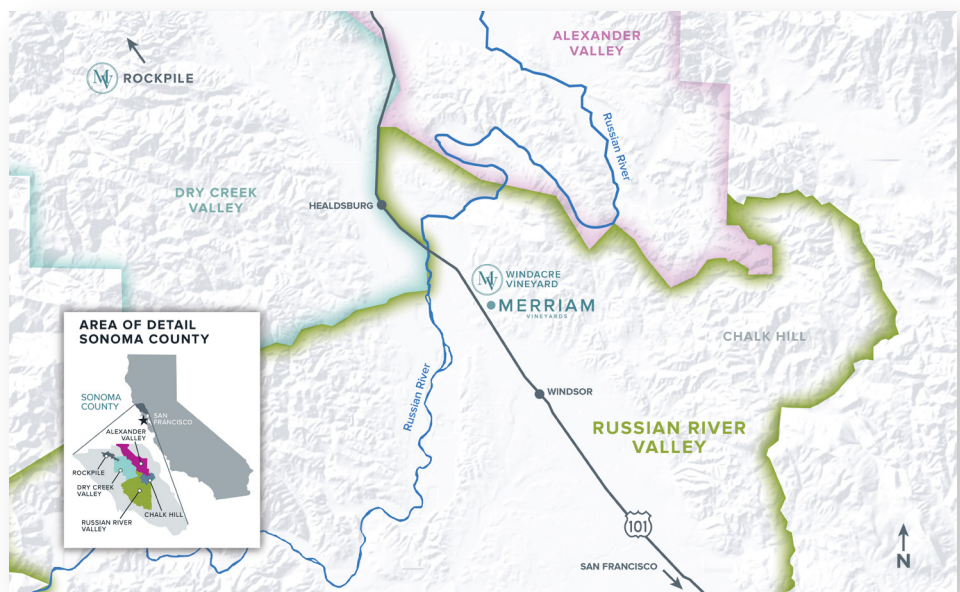 ALEXANDER
VALLEY
MV ROCKPILE
Russian River
DRY CREEK
VALLEY
HEALDSBURG
MV WINDACRE
VINEYARD
MERRIAM
VINEYARDS
CHALK HILL
AREA OF DETAIL
SONOMA COUNTY
SONOMA
COUNTY
SAN
FRANCISCO
ALEXANDER
VALLEY
ROCKPILE
DRY CREEK
VALLEY
CHALK HILL
RUSSIAN RIVER
VALLEY
Russian River
WINDSOR
RUSSIAN RIVER
VALLEY
101
SAN FRANCISCO
N